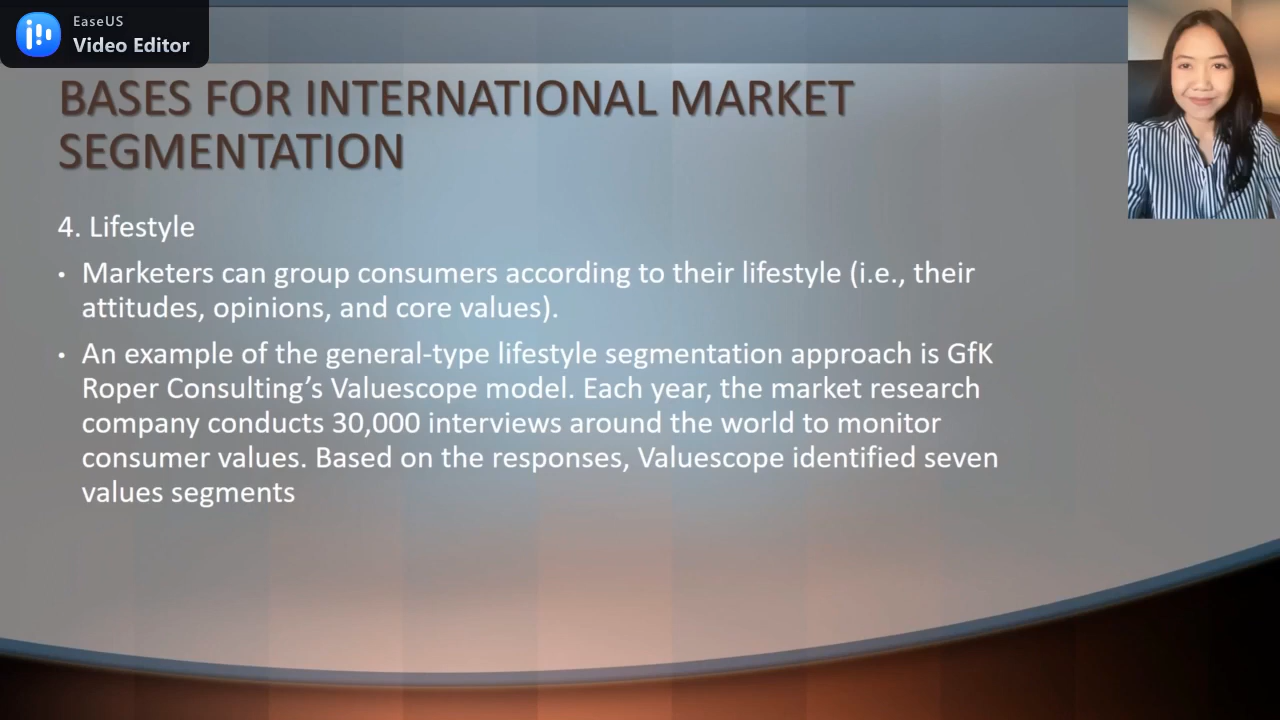 EaseUS
Video Editor
BASES FOR INTERNATIONAL MARKET
SEGMENTATION
4. Lifestyle
• Marketers can group consumers according to their lifestyle (i.e., their
attitudes, opinions, and core values).
• An example of the general-type lifestyle segmentation approach is GfK
Roper Consulting’s Valuescope model. Each year, the market research
company conducts 30,000 interviews around the world to monitor
consumer values. Based on the responses, Valuescope identified seven
values segments